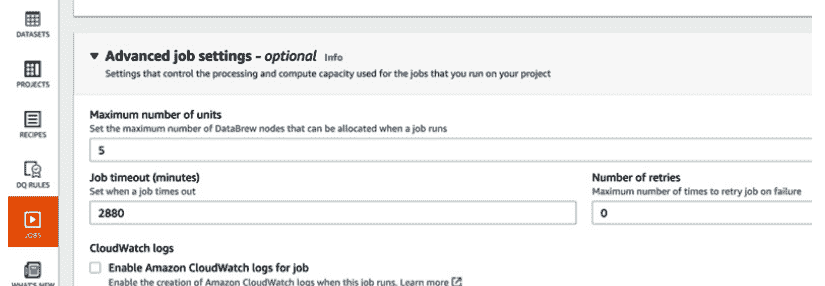 DATASETS
PROJECTS
RECIPES
DQ RULES
JOBS
WHAT'S NEW
Advanced job settings - optional Info
Settings that control the processing and compute capacity used for the jobs that you run on your project
Maximum number of units
Set the maximum number of DataBrew nodes that can be allocated when a job runs
5
Job timeout (minutes) Number of retries
Set when a job times out Maximum number of times to retry job on failure
2880 0
CloudWatch logs
Enable Amazon CloudWatch logs for job
Enable the creation of Amazon CloudWatch logs when this job runs. Learn more